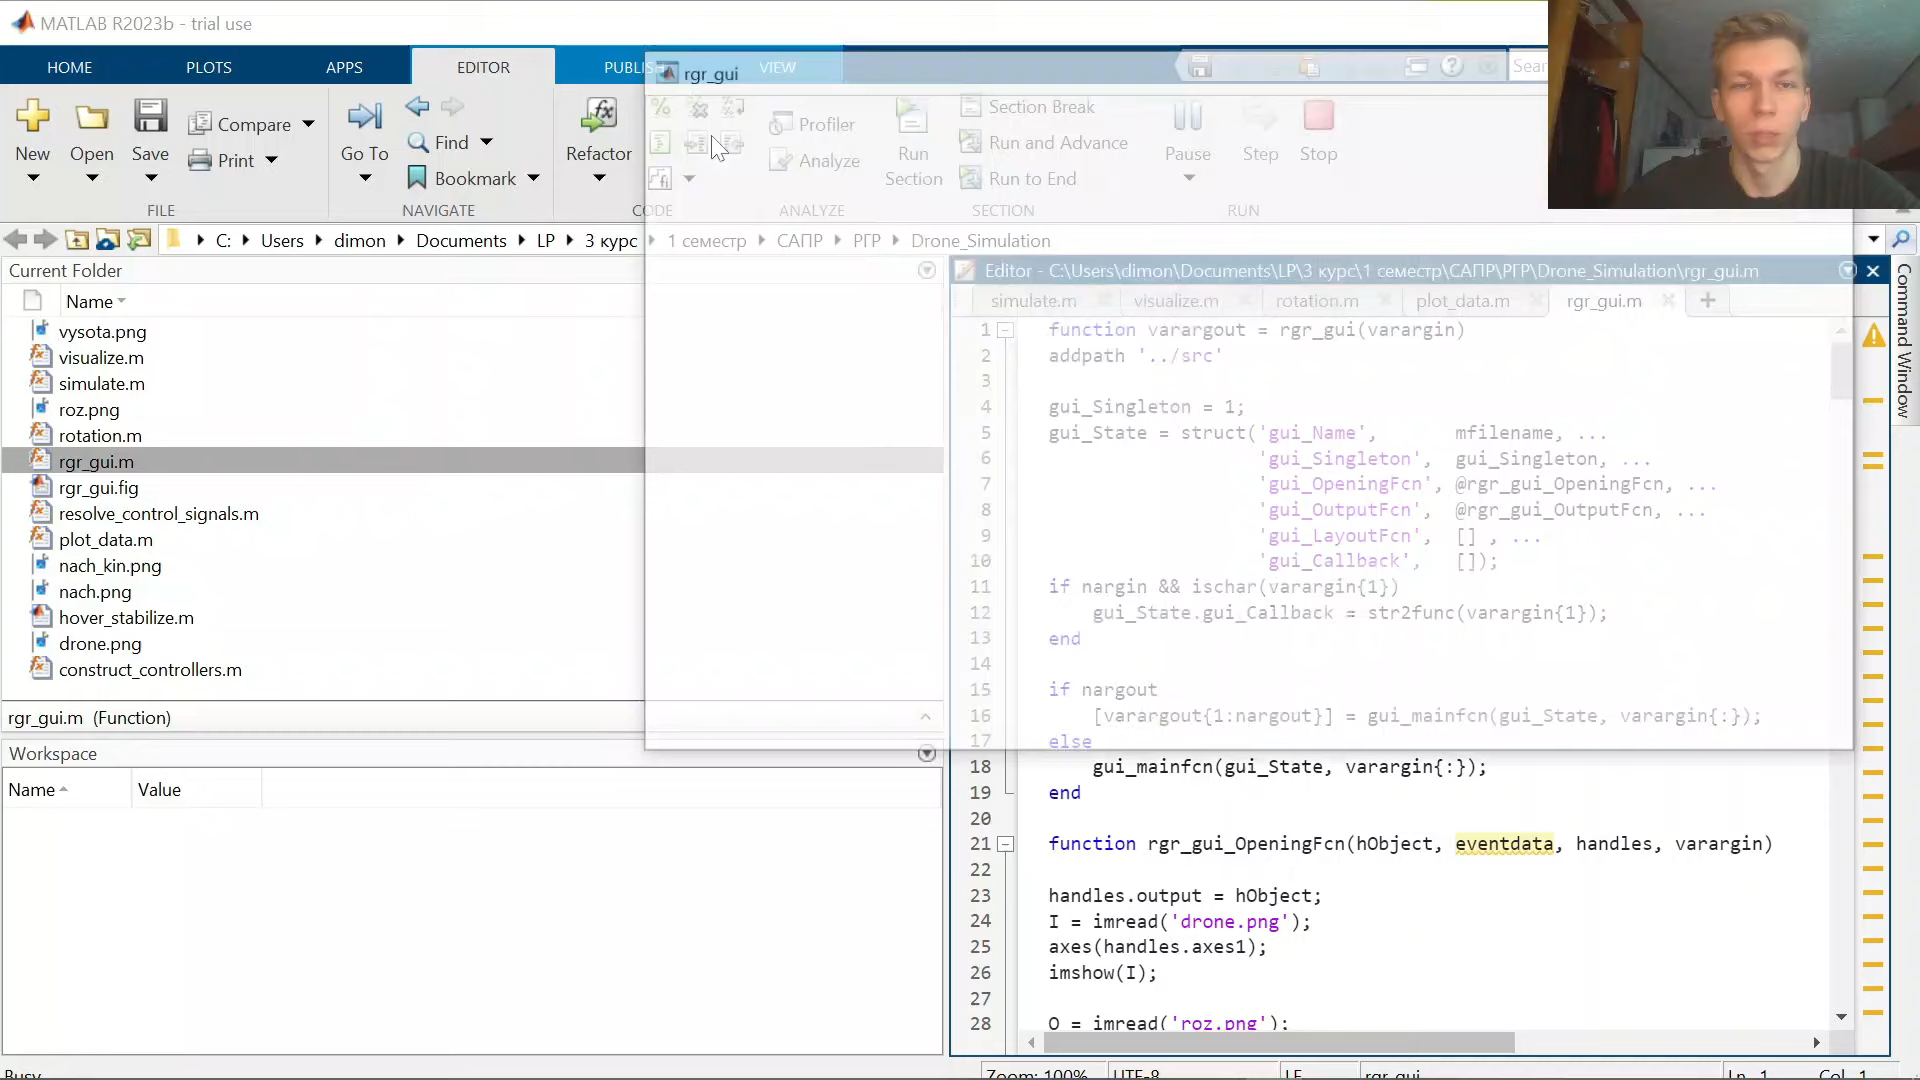 MATLAB R2023b - trial use
HOME PLOTS APPS EDITOR PUBLISH VIEW
rgr_gui
Sear
New Open Save Compare Print
Go To Find Bookmark
Refactor
Profiler Analyze
Run Section
Section Break
Run and Advance
Run to End
Pause Step Stop
FILE NAVIGATE CODE ANALYZE SECTION RUN
C: Users dimon Documents LP 3 курс 1 семестр САПР РГР Drone_Simulation
Current Folder
Name
vysota.png
visualize.m
simulate.m
roz.png
rotation.m
rgr_gui.m
rgr_gui.fig
resolve_control_signals.m
plot_data.m
nach_kin.png
nach.png
hover_stabilize.m
drone.png
construct_controllers.m
rgr_gui.m (Function)
Workspace
Name Value
Editor - C:\Users\dimon\Documents\LP\3 курс\1 семестр\САПР\РГР\Drone_Simulation\rgr_gui.m
simulate.m visualize.m rotation.m plot_data.m rgr_gui.m +
1 function varargout = rgr_gui(varargin)
2 addpath '../src'
3
4 gui_Singleton = 1;
5 gui_State = struct('gui_Name', mfilename, ...
6 'gui_Singleton', gui_Singleton, ...
7 'gui_OpeningFcn', @rgr_gui_OpeningFcn, ...
8 'gui_OutputFcn', @rgr_gui_OutputFcn, ...
9 'gui_LayoutFcn', [] , ...
10 'gui_Callback', []);
11 if nargin && ischar(varargin{1})
12 gui_State.gui_Callback = str2func(varargin{1});
13 end
14
15 if nargout
16 [varargout{1:nargout}] = gui_mainfcn(gui_State, varargin{:});
17 else
18 gui_mainfcn(gui_State, varargin{:});
19 end
20
21 function rgr_gui_OpeningFcn(hObject, eventdata, handles, varargin)
22
23 handles.output = hObject;
24 I = imread('drone.png');
25 axes(handles.axes1);
26 imshow(I);
27
28 O = imread('roz.png');
Command Window
Busy
Zoom: 100% UTF-8 LF rgr_gui Ln 1 Col 1